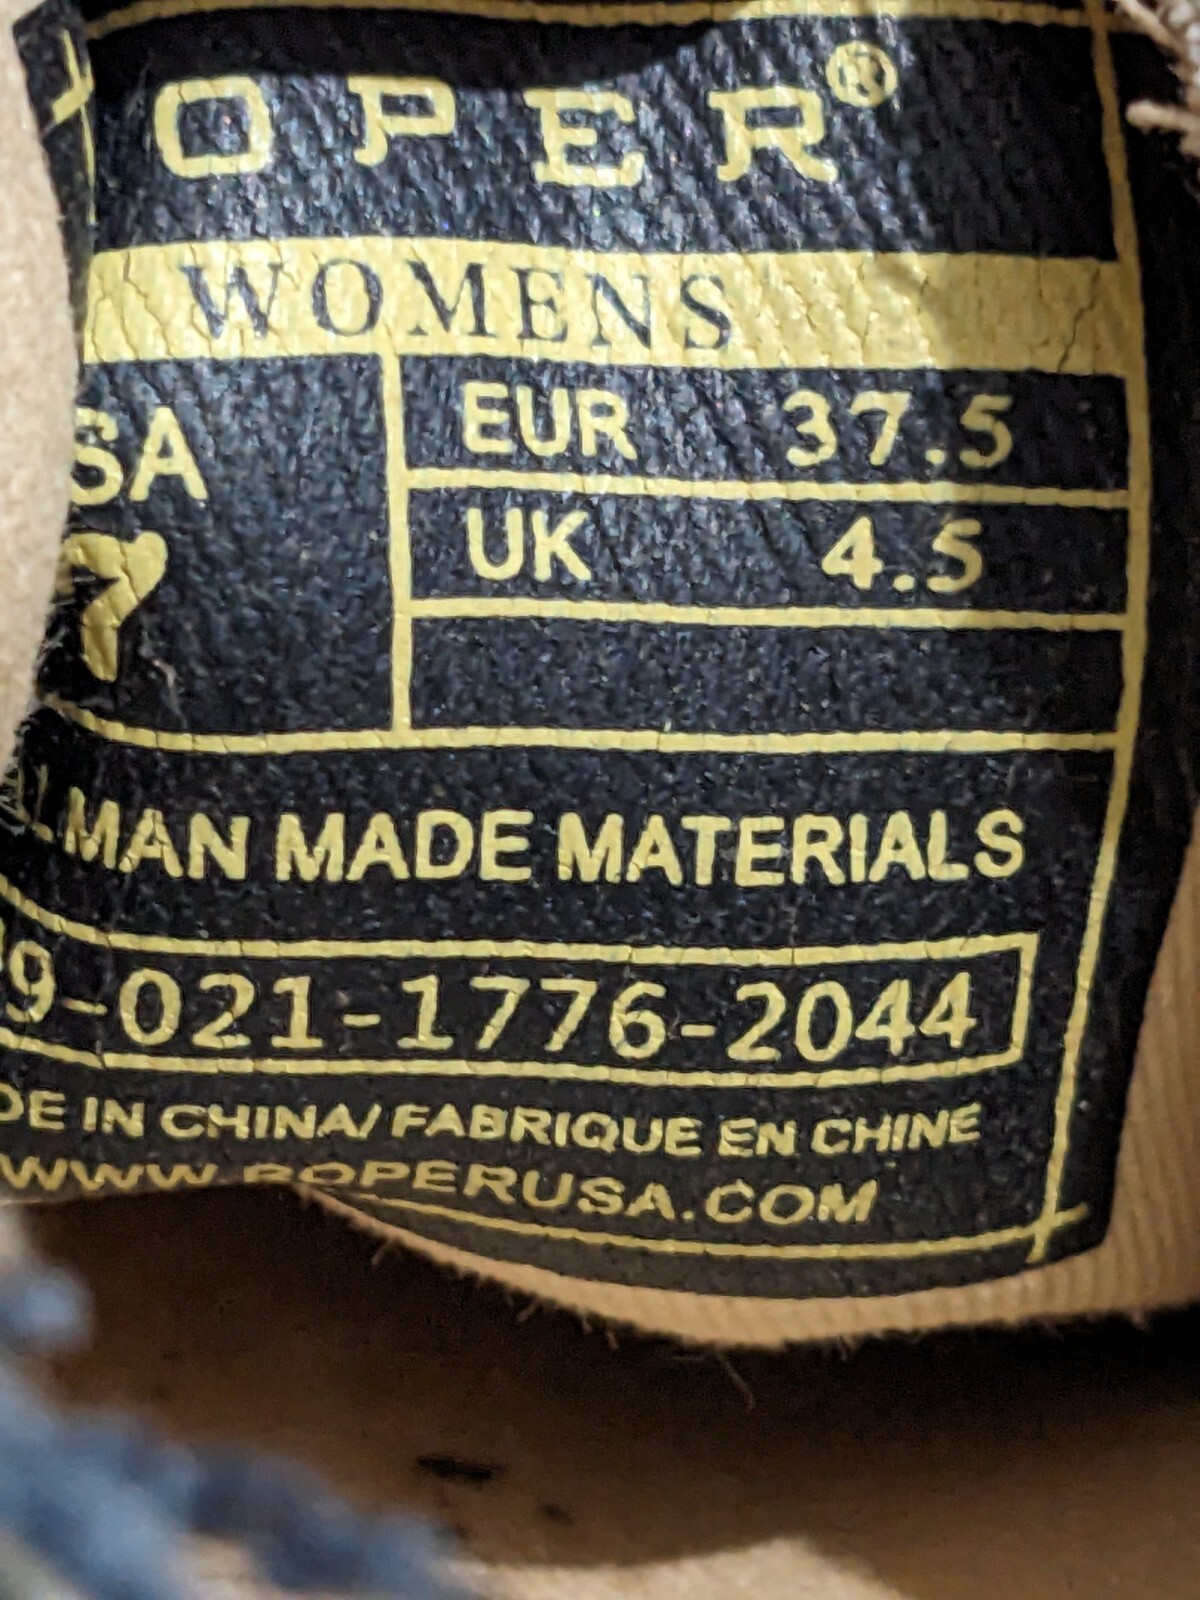 OPER®
WOMENS
SA
7
EUR 37.5
UK 4.5
MAN MADE MATERIALS
9-021-1776-2044
DE IN CHINA/ FABRIQUE EN CHINE
WWW.ROPERUSA.COM